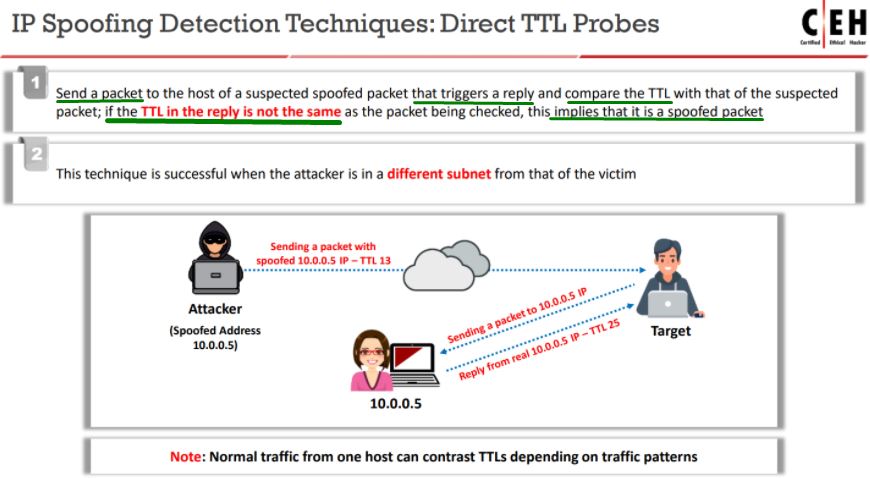 IP Spoofing Detection Techniques: Direct TTL Probes
C|EH
Certified Ethical Hacker
1
Send a packet to the host of a suspected spoofed packet that triggers a reply and compare the TTL with that of the suspected
packet; if the TTL in the reply is not the same as the packet being checked, this implies that it is a spoofed packet
2
This technique is successful when the attacker is in a different subnet from that of the victim
Sending a packet with
spoofed 10.0.0.5 IP – TTL 13
Attacker
(Spoofed Address
10.0.0.5)
Sending a packet to 10.0.0.5 IP
Reply from real 10.0.0.5 IP – TTL 25
Target
10.0.0.5
Note: Normal traffic from one host can contrast TTLs depending on traffic patterns